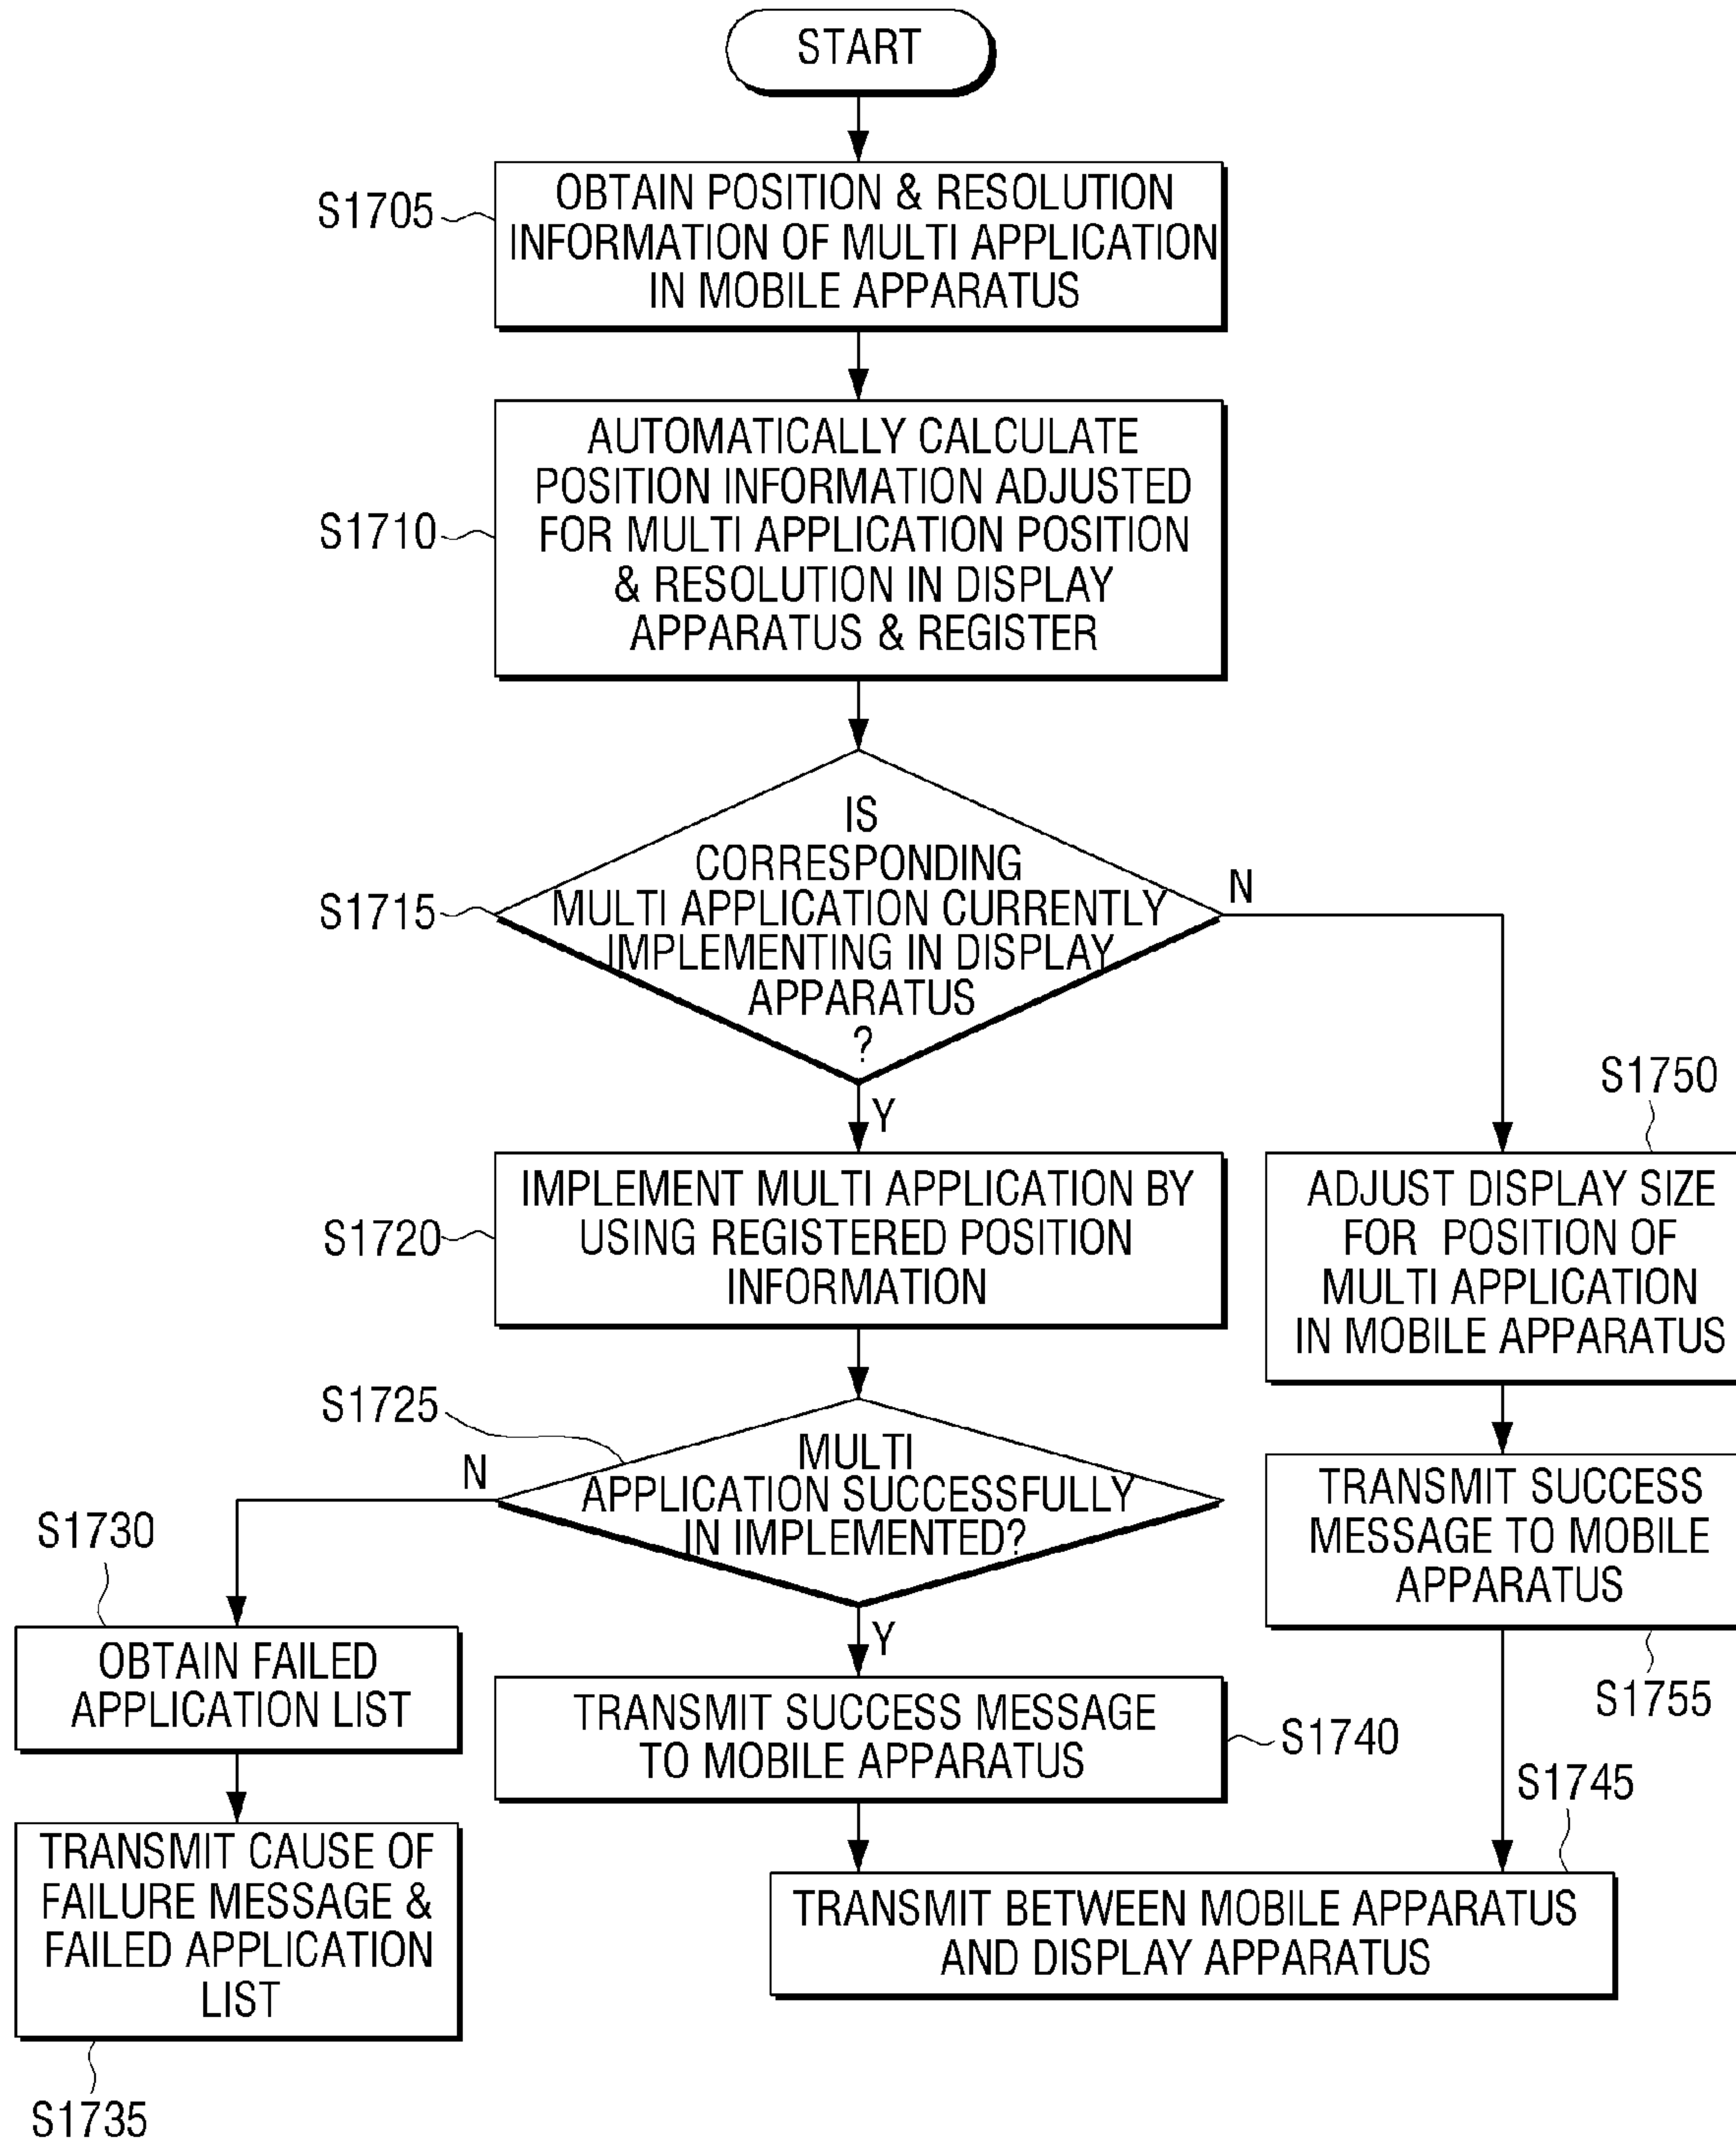 START
S1705
OBTAIN POSITION & RESOLUTION
INFORMATION OF MULTI APPLICATION
IN MOBILE APPARATUS
S1710
AUTOMATICALLY CALCULATE
POSITION INFORMATION ADJUSTED
FOR MULTI APPLICATION POSITION
& RESOLUTION IN DISPLAY
APPARATUS & REGISTER
S1715
IS
CORRESPONDING
MULTI APPLICATION CURRENTLY
IMPLEMENTING IN DISPLAY
APPARATUS
?
N
Y
S1720
IMPLEMENT MULTI APPLICATION BY
USING REGISTERED POSITION
INFORMATION
S1750
ADJUST DISPLAY SIZE
FOR POSITION OF
MULTI APPLICATION
IN MOBILE APPARATUS
S1725
MULTI
APPLICATION SUCCESSFULLY
IN IMPLEMENTED?
N
Y
TRANSMIT SUCCESS
MESSAGE TO MOBILE
APPARATUS
S1755
S1730
OBTAIN FAILED
APPLICATION LIST
TRANSMIT SUCCESS MESSAGE
TO MOBILE APPARATUS
S1740
S1745
TRANSMIT CAUSE OF
FAILURE MESSAGE &
FAILED APPLICATION
LIST
S1735
TRANSMIT BETWEEN MOBILE APPARATUS
AND DISPLAY APPARATUS